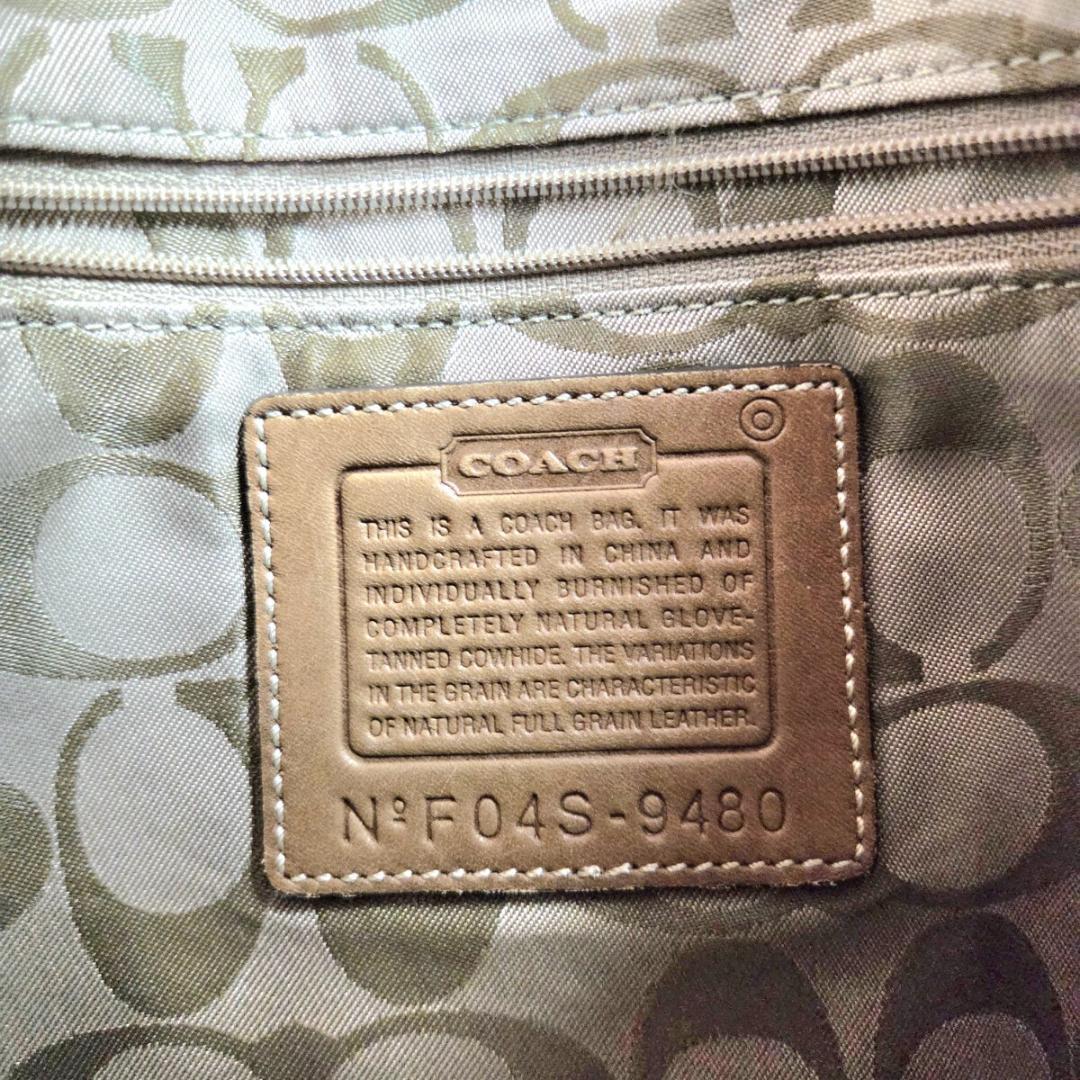 COACH
THIS IS A COACH BAG. IT WAS
HANDCRAFTED IN CHINA AND
INDIVIDUALLY BURNISHED OF
COMPLETELY NATURAL GLOVE-
TANNED COWHIDE. THE VARIATIONS
IN THE GRAIN ARE CHARACTERISTIC
OF NATURAL FULL GRAIN LEATHER.
Nº F04S-9480